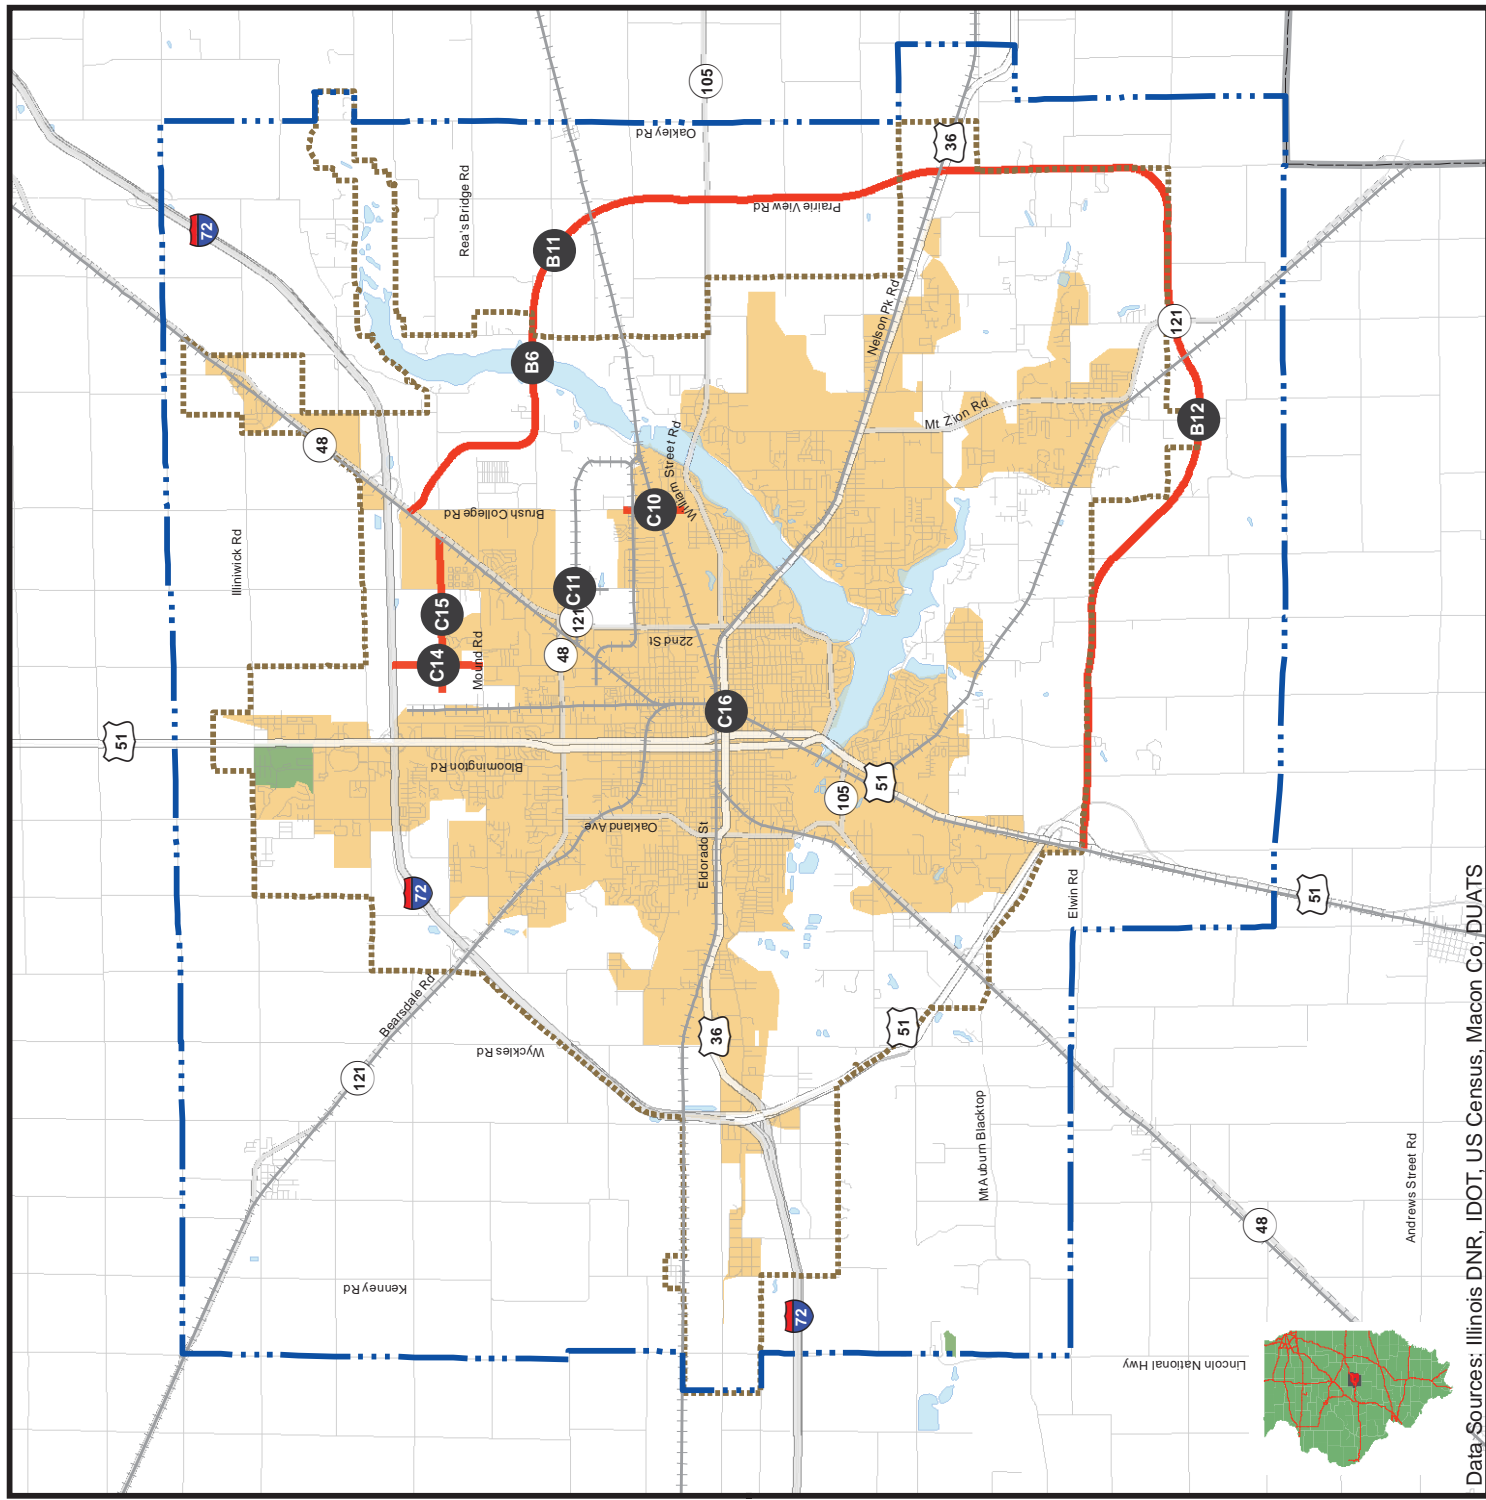 105
Oakley Rd
36
Rea's Bridge Rd
72
Prairie View Rd
B11
Nelson Pk Rd
121
B6
Mt Zion Rd
B12
48
William Street Rd
Brush College Rd
C10
Illiniwick Rd
C11
121
C15
22nd St
48
C14
Mound Rd
C16
51
Bloomington Rd
51
105
Oakland Ave
Eldorado St
72
Elwin Rd
51
Bearsdale Rd
51
36
Wyckles Rd
121
Mt Auburn Blacktop
Andrews Street Rd
48
Kenney Rd
72
Lincoln National Hwy
Data Sources: Illinois DNR, IDOT, US Census, Macon Co, DUATS